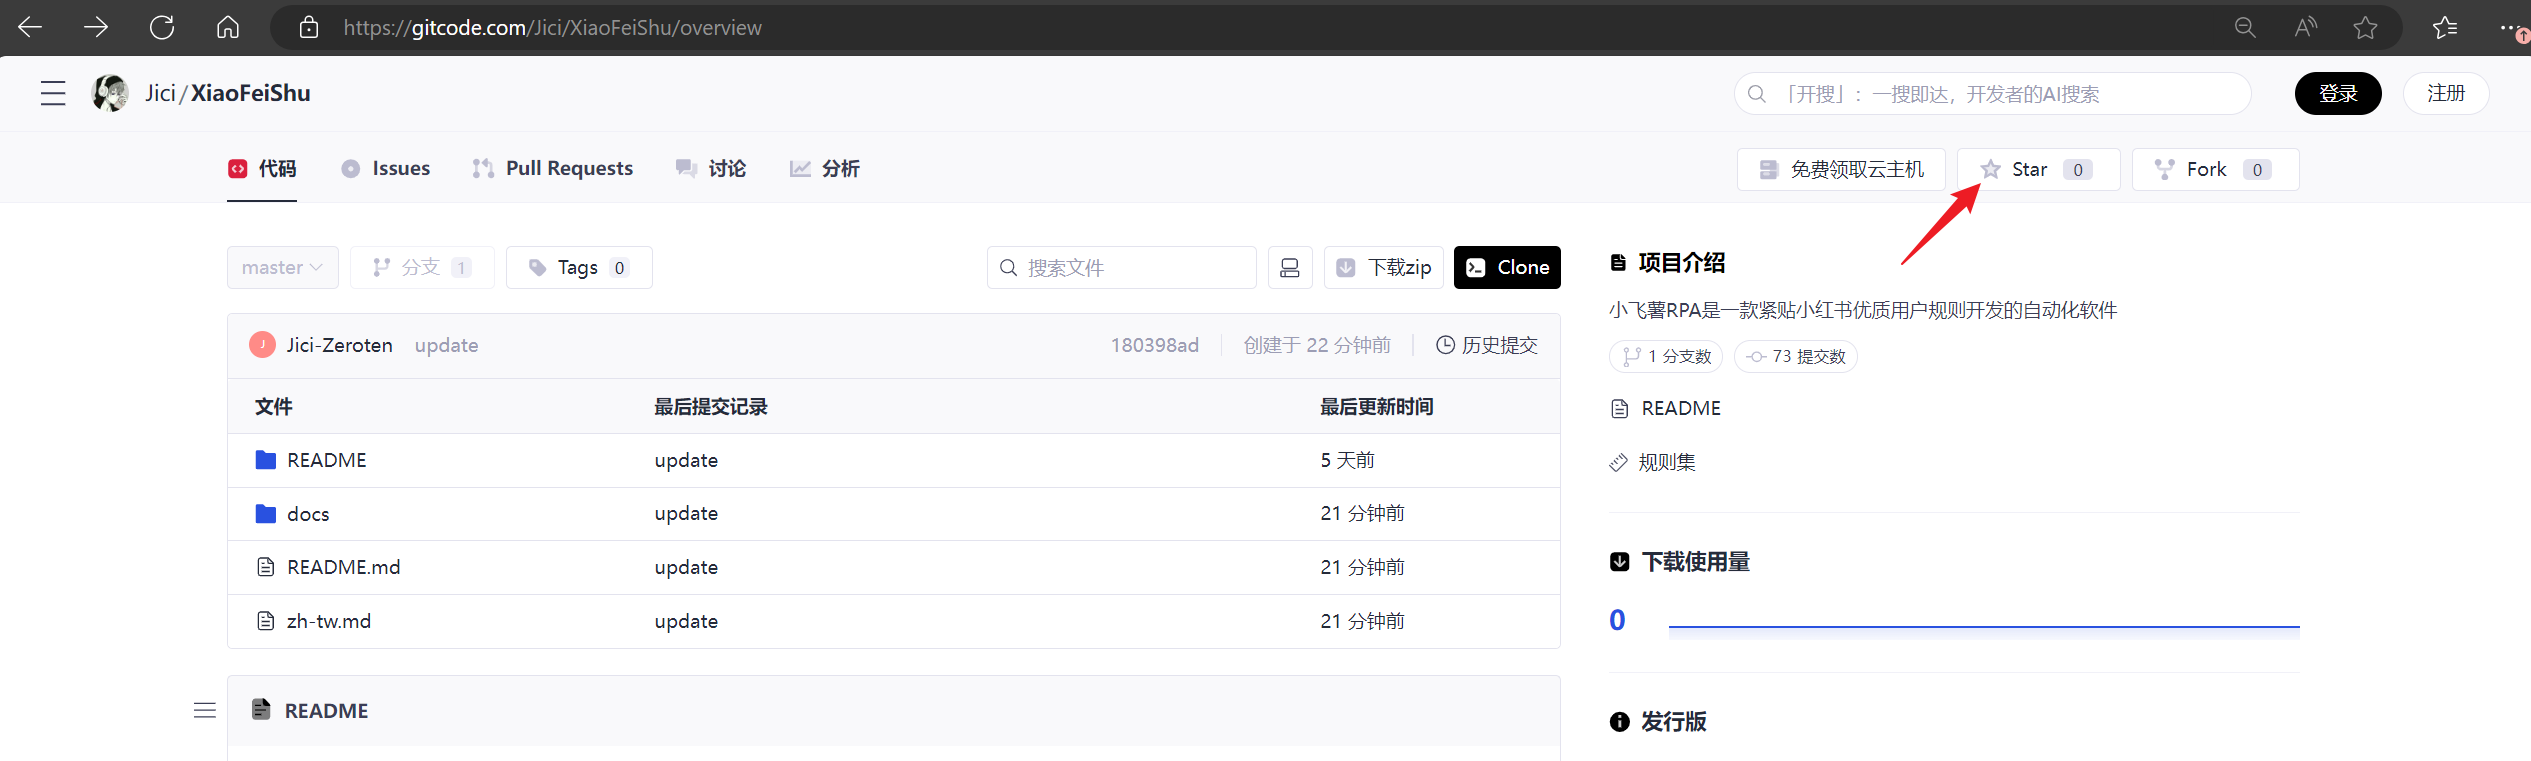 https://gitcode.com/Jici/XiaoFeiShu/overview
Jici/XiaoFeiShu
「开搜」：一搜即达，开发者的AI搜索
登录
注册
代码
Issues
Pull Requests
讨论
分析
免费领取云主机
Star 0
Fork 0
master
分支 1
Tags 0
搜索文件
下载zip
Clone
J Jici-Zeroten update 180398ad 创建于 22 分钟前 历史提交
文件 最后提交记录 最后更新时间
README update 5 天前
docs update 21 分钟前
README.md update 21 分钟前
zh-tw.md update 21 分钟前
README
项目介绍
小飞薯RPA是一款紧贴小红书优质用户规则开发的自动化软件
1 分支数 73 提交数
README
规则集
下载使用量
0
发行版